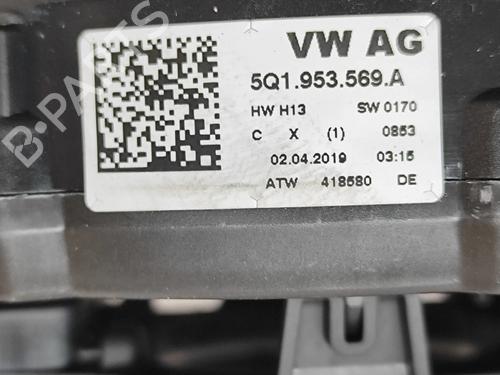 VW AG
5Q1.953.569.A
HW H13 SW 0170
C X (1) 0853
02.04.2019 03:15
ATW 418580 DE
B-PARTS